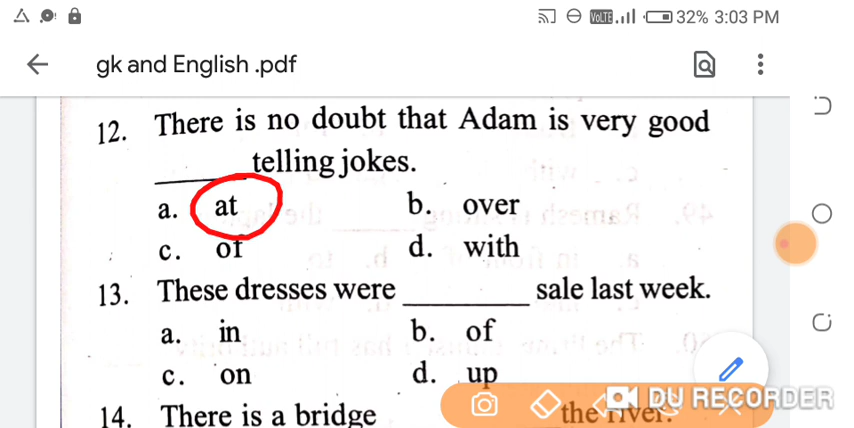 VoLTE 32% 3:03 PM
gk and English .pdf
12. There is no doubt that Adam is very good
______ telling jokes.
a. at b. over
c. of d. with
13. These dresses were ________ sale last week.
a. in b. of
c. on d. up
14. There is a bridge the river.
DU RECORDER